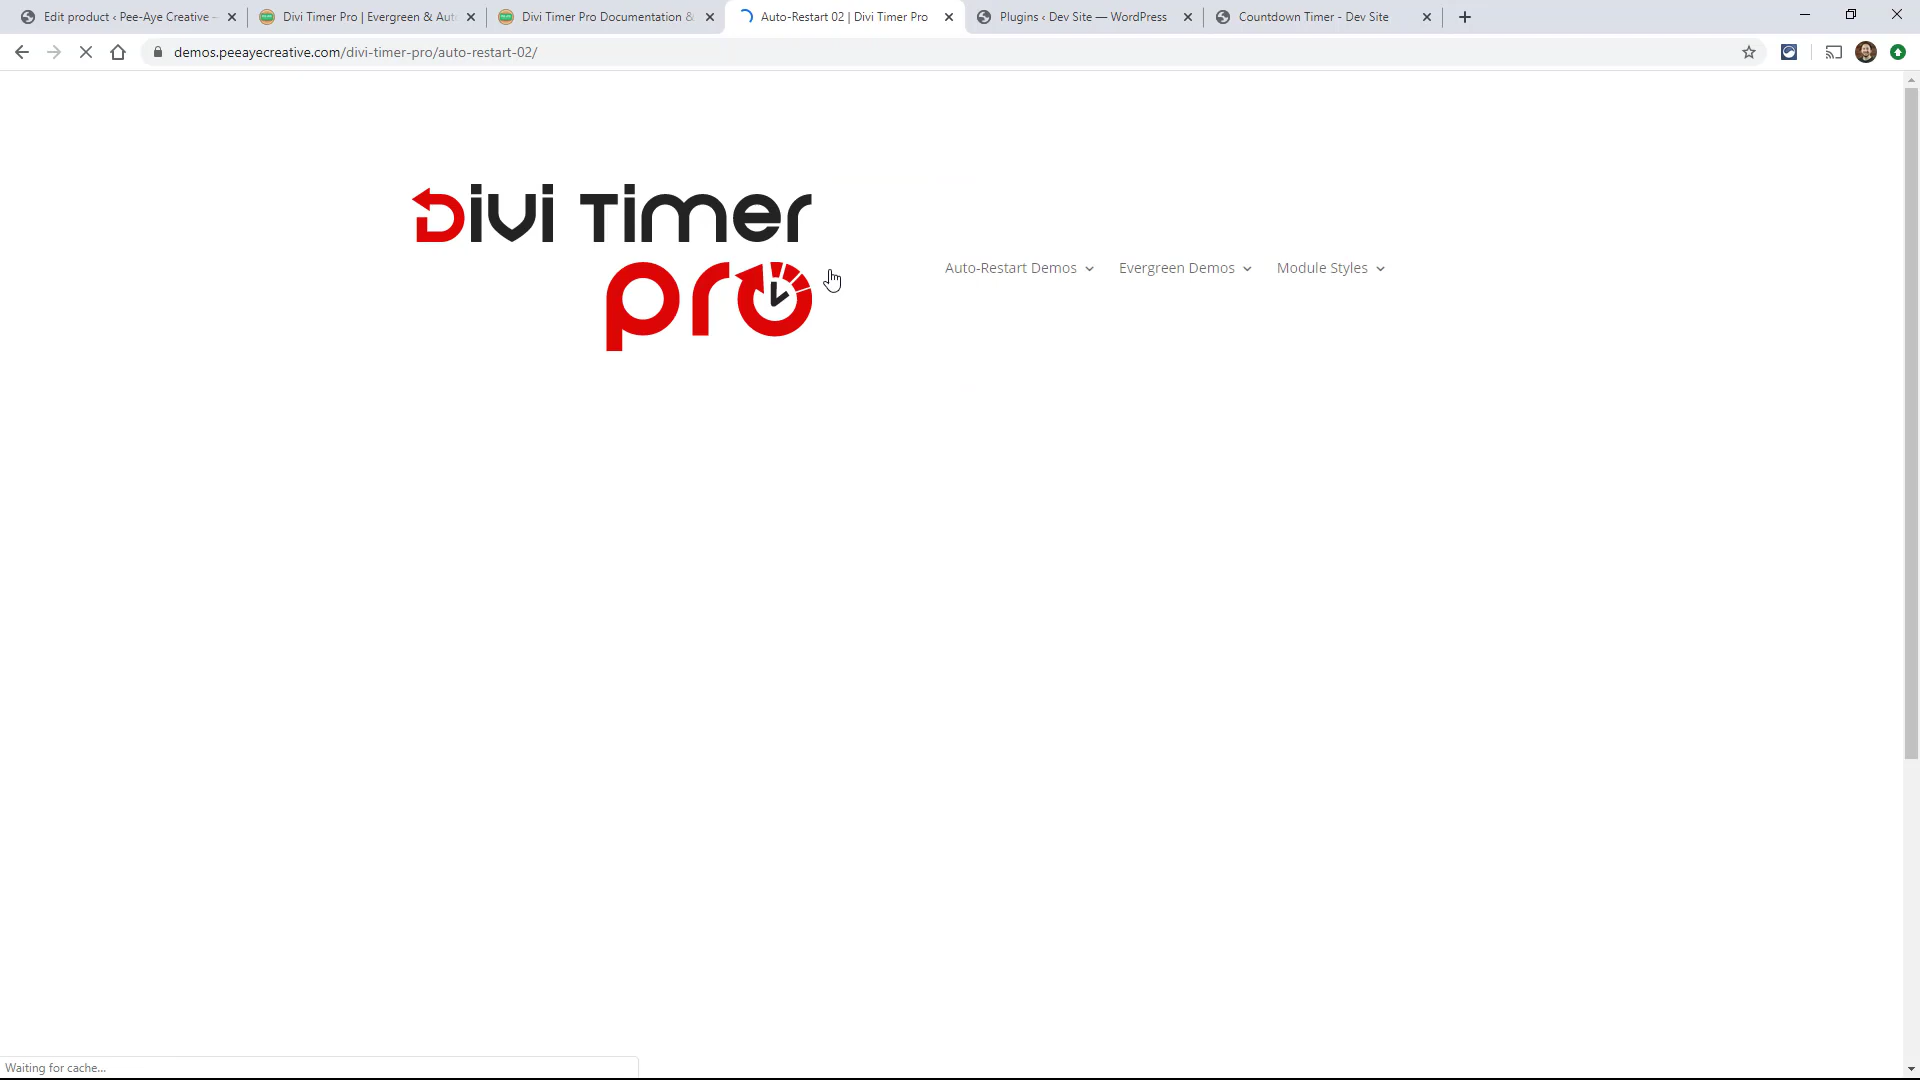 Edit product ‹ Pee-Aye Creative –
Divi Timer Pro | Evergreen & Auto
Divi Timer Pro Documentation &
Auto-Restart 02 | Divi Timer Pro
Plugins ‹ Dev Site — WordPress
Countdown Timer - Dev Site
demos.peeayecreative.com/divi-timer-pro/auto-restart-02/
Divi Timer
pro
Auto-Restart Demos
Evergreen Demos
Module Styles
Waiting for cache...